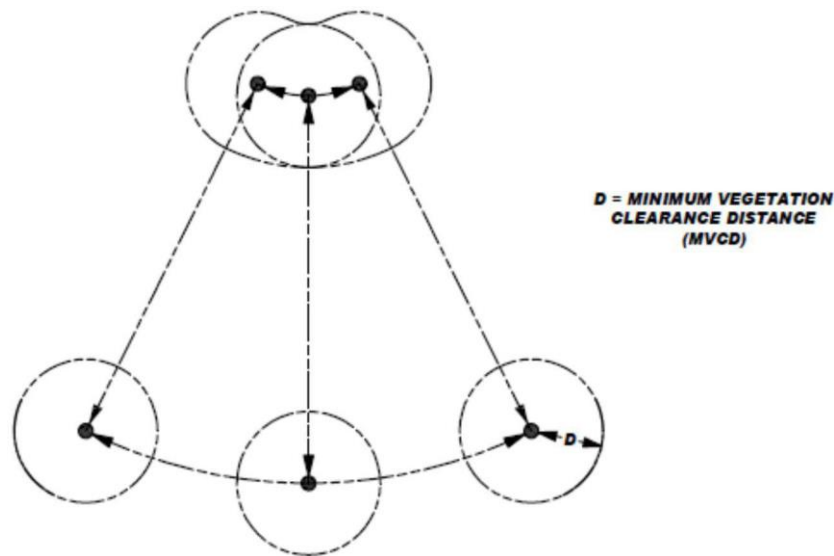 D = MINIMUM VEGETATION
CLEARANCE DISTANCE
(MVCD)
D